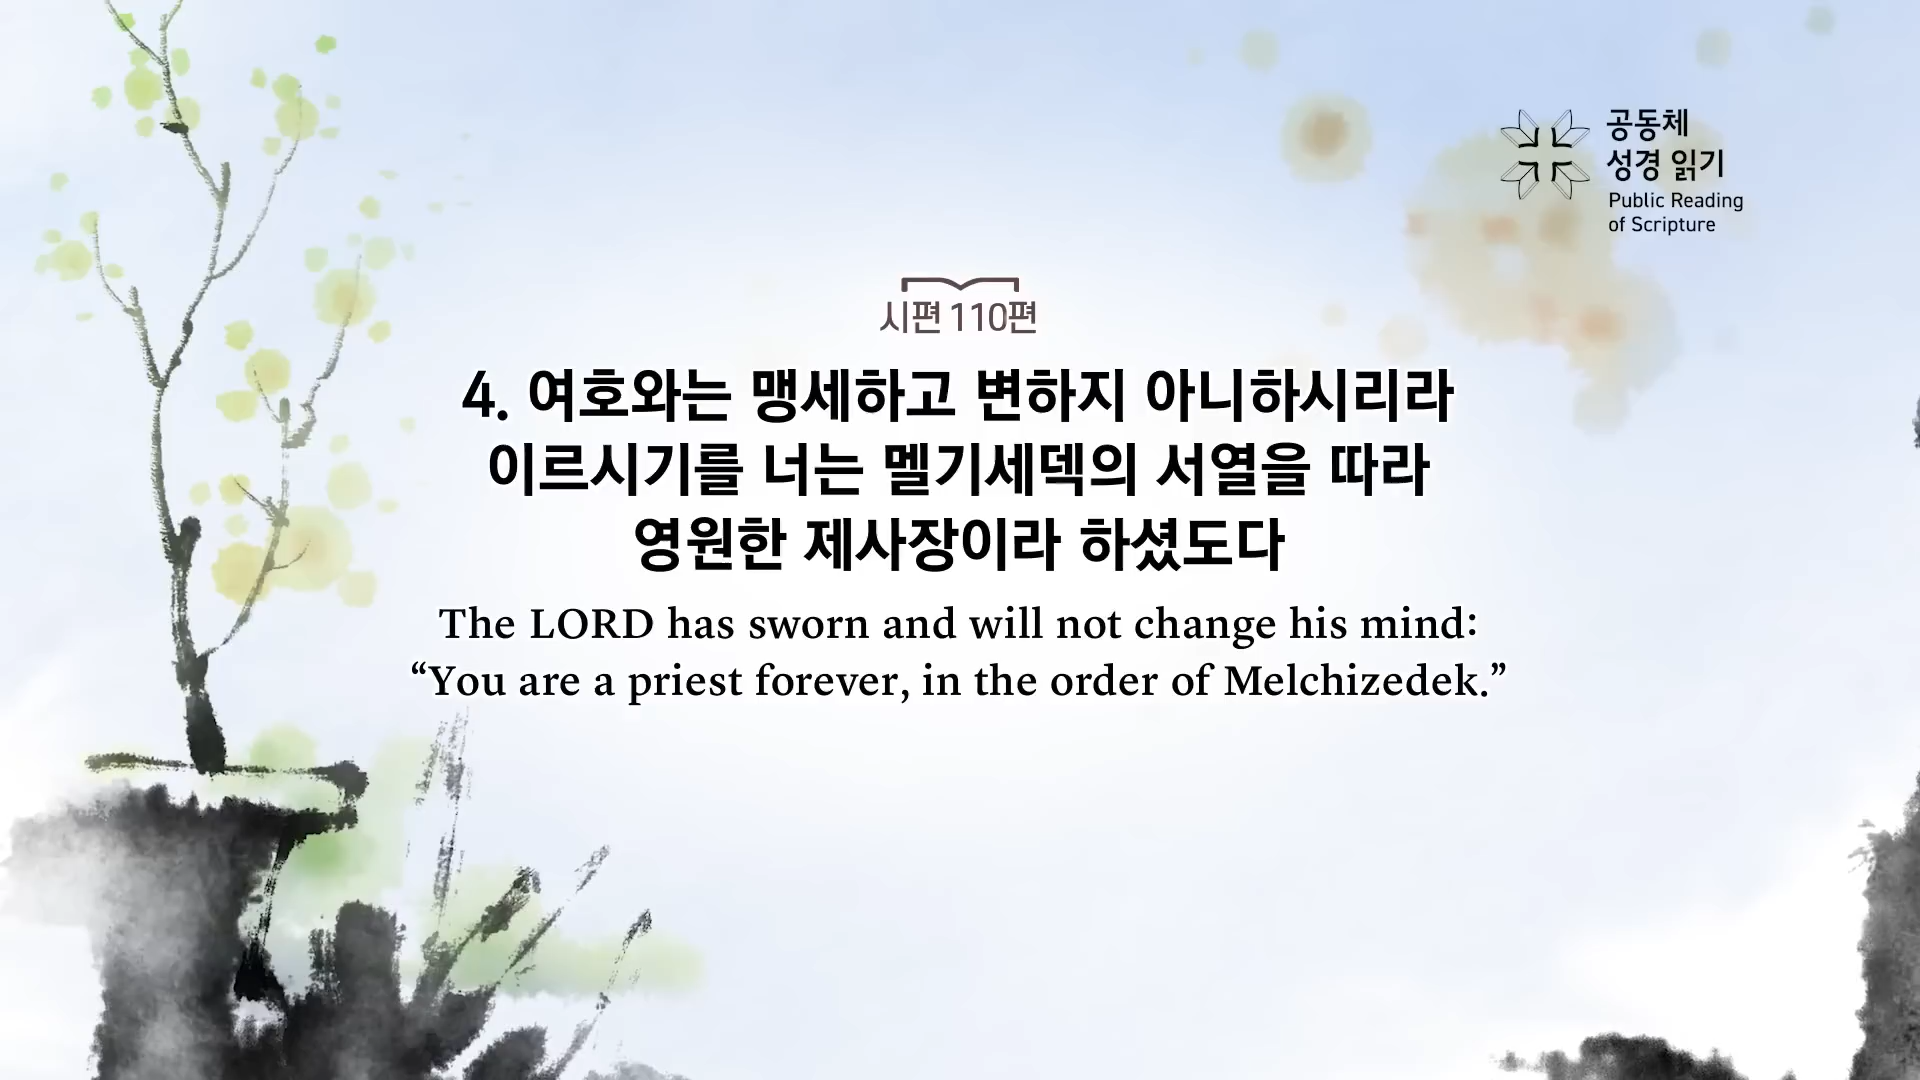 공동체
성경 읽기
Public Reading
of Scripture
시편 110편
4. 여호와는 맹세하고 변하지 아니하시리라
이르시기를 너는 멜기세덱의 서열을 따라
영원한 제사장이라 하셨도다
The LORD has sworn and will not change his mind:
“You are a priest forever, in the order of Melchizedek.”